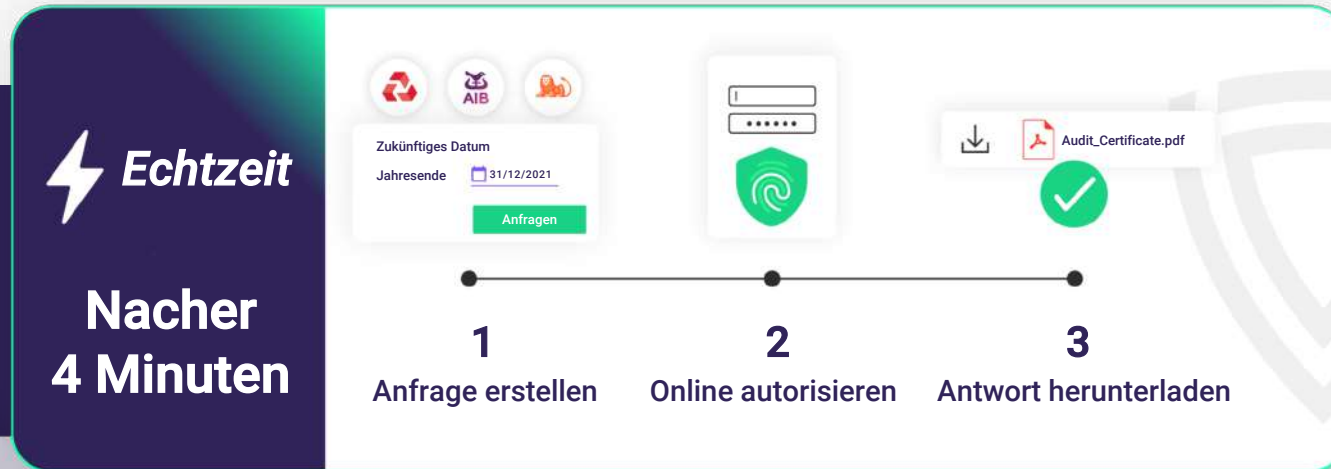 Echtzeit
Nacher
4 Minuten
AIB
Zukünftiges Datum
Jahresende 31/12/2021
Anfragen
Audit_Certificate.pdf
1
Anfrage erstellen
2
Online autorisieren
3
Antwort herunterladen